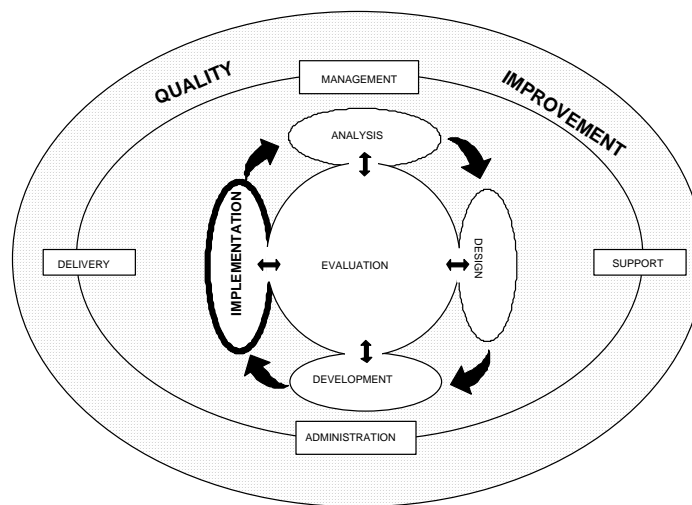 QUALITY
IMPROVEMENT
MANAGEMENT
ANALYSIS
IMPLEMENTATION
DELIVERY
EVALUATION
DESIGN
SUPPORT
DEVELOPMENT
ADMINISTRATION